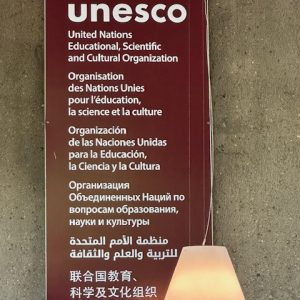 unesco
United Nations
Educational, Scientific
and Cultural Organization
Organisation
des Nations Unies
pour l'éducation,
la science et la culture
Organización
de las Naciones Unidas
para la Educación,
la Ciencia y la Cultura
Организация
Объединенных Наций по
вопросам образования,
науки и культуры
منظمة الأمم المتحدة
للتربية والعلم والثقافة
联合国教育、
科学及文化组织